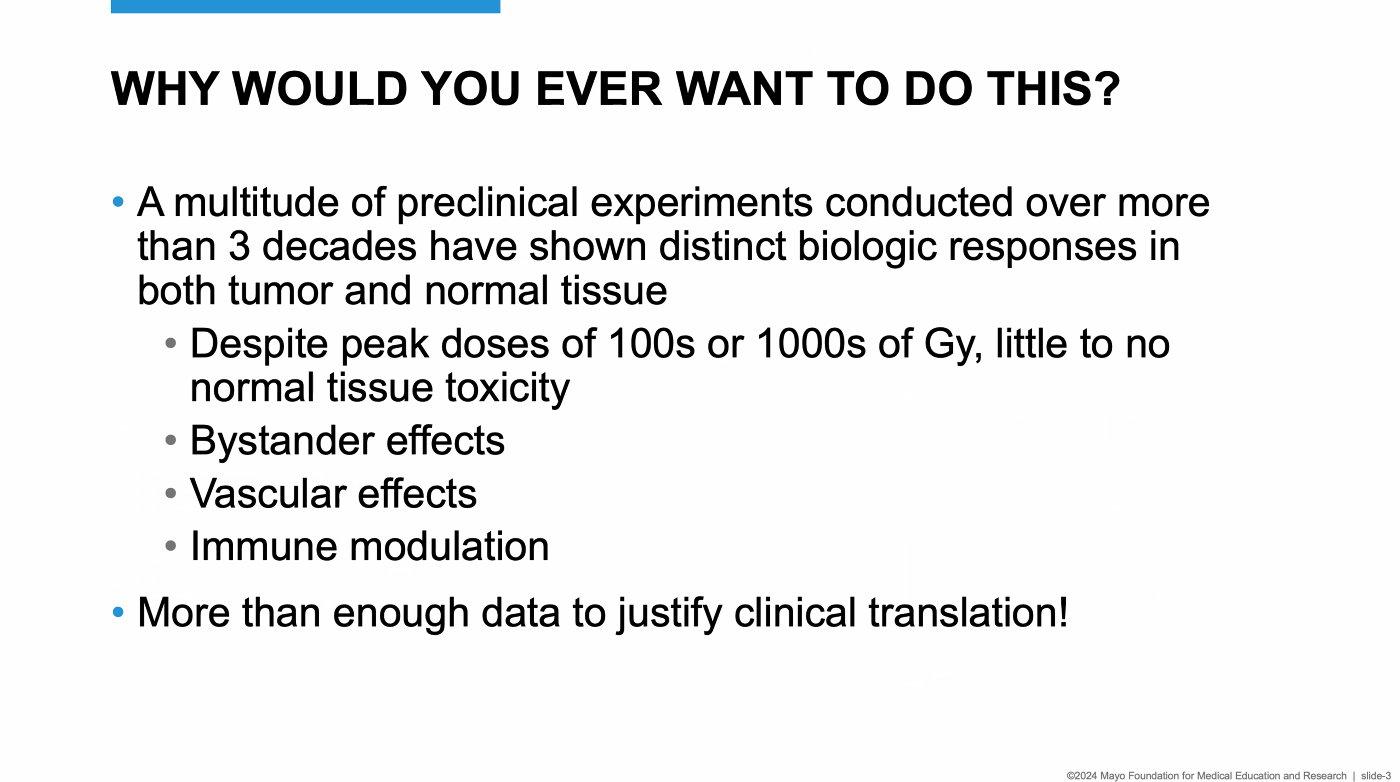 WHY WOULD YOU EVER WANT TO DO THIS?
• A multitude of preclinical experiments conducted over more
than 3 decades have shown distinct biologic responses in
both tumor and normal tissue
• Despite peak doses of 100s or 1000s of Gy, little to no
normal tissue toxicity
• Bystander effects
• Vascular effects
• Immune modulation
• More than enough data to justify clinical translation!
©2024 Mayo Foundation for Medical Education and Research | slide-3